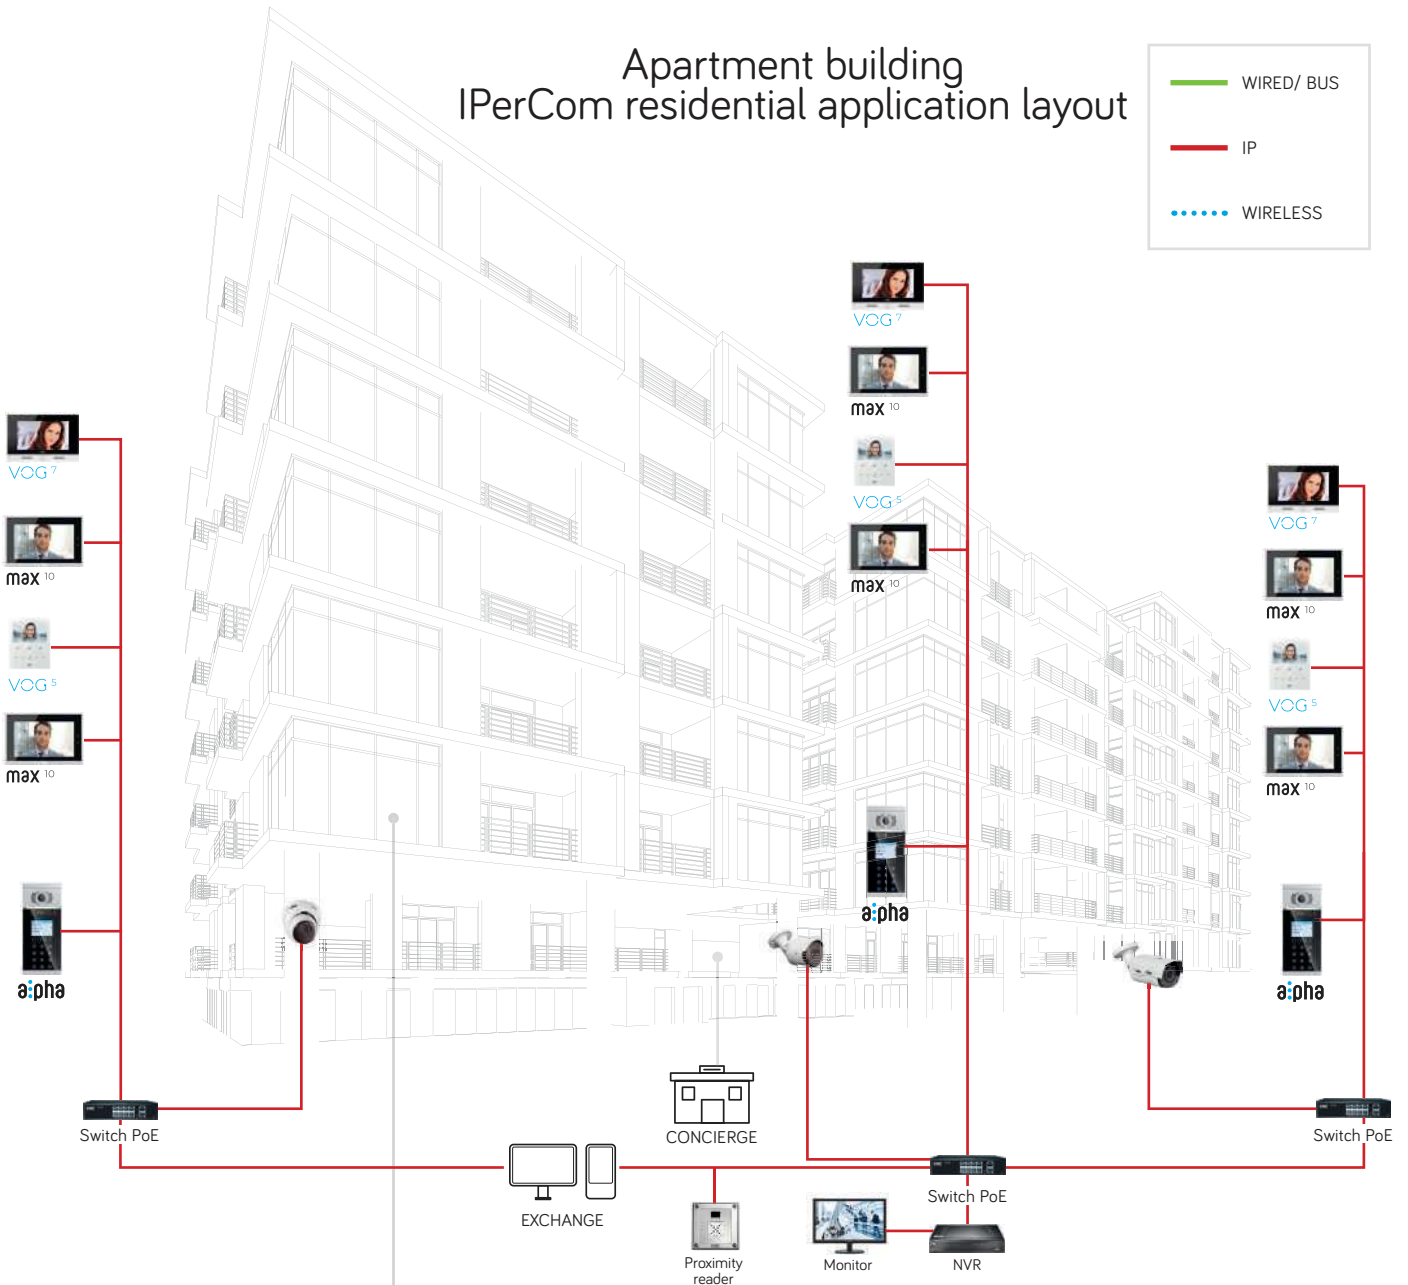 Apartment building
IPerCom residential application layout
WIRED/ BUS
IP
WIRELESS
VOG 7
max 10
VOG 5
max 10
alpha
VOG 7
max 10
VOG 5
max 10
alpha
VOG 7
max 10
VOG 5
max 10
alpha
Switch PoE
CONCIERGE
Switch PoE
EXCHANGE
Switch PoE
Proximity
reader
Monitor
NVR